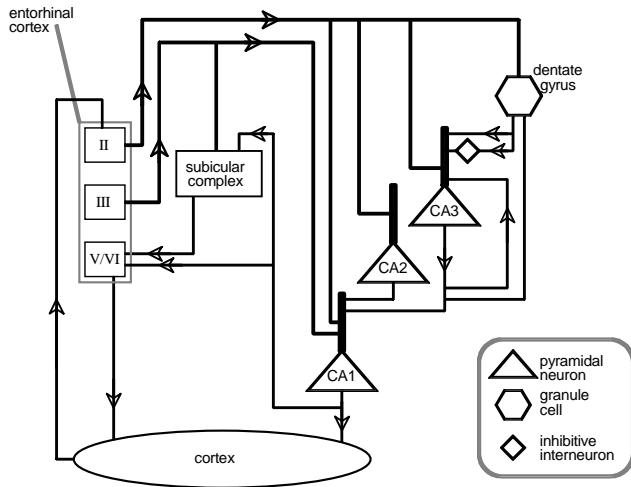 entorhinal
cortex
dentate
gyrus
II
subicular
complex
III
CA3
CA2
V/VI
CA1
pyramidal
neuron
granule
cell
inhibitive
interneuron
cortex